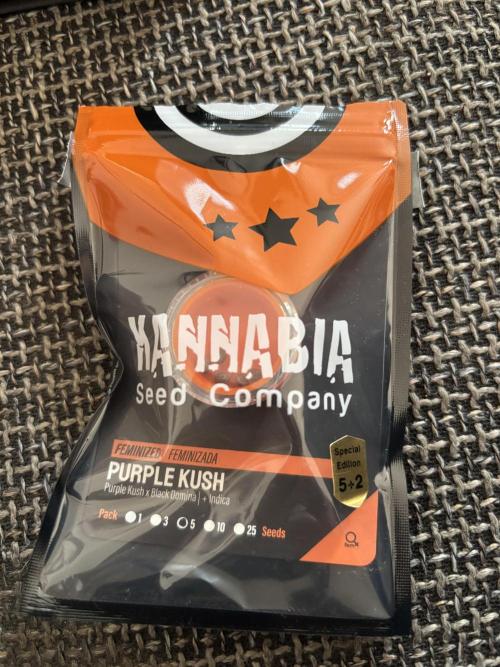 KANNABIA
Seed Company
FEMINIZED / FEMINIZADA
PURPLE KUSH
Purple Kush x Black Domina | + Indica
Special
Edition
5+2
Pack 1 3 5 10 25 Seeds